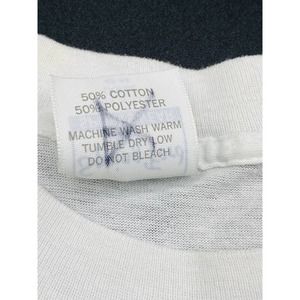 50% COTTON
50% POLYESTER
MACHINE WASH WARM
TUMBLE DRY LOW
DO NOT BLEACH